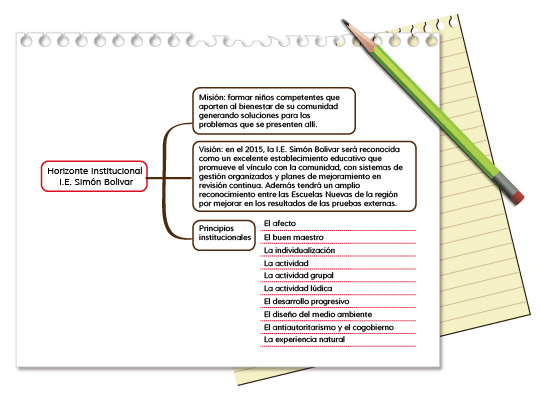 Horizonte Institucional
I.E. Simón Bolivar
Misión: formar niños competentes que
aporten al bienestar de su comunidad
generando soluciones para los
problemas que se presenten allí.
Visión: en el 2015, la I.E. Simón Bolivar será reconocida
como un excelente establecimiento educativo que
promueve el vínculo con la comunidad, con sistemas de
gestión organizados y planes de mejoramiento en
revisión continua. Además tendrá un amplio
reconocimiento entre las Escuelas Nuevas de la región
por mejorar en los resultados de las pruebas externas.
Principios
institucionales
El afecto
El buen maestro
La individualización
La actividad
La actividad grupal
La actividad lúdica
El desarrollo progresivo
El diseño del medio ambiente
El antiautoritarismo y el cogobierno
La experiencia natural